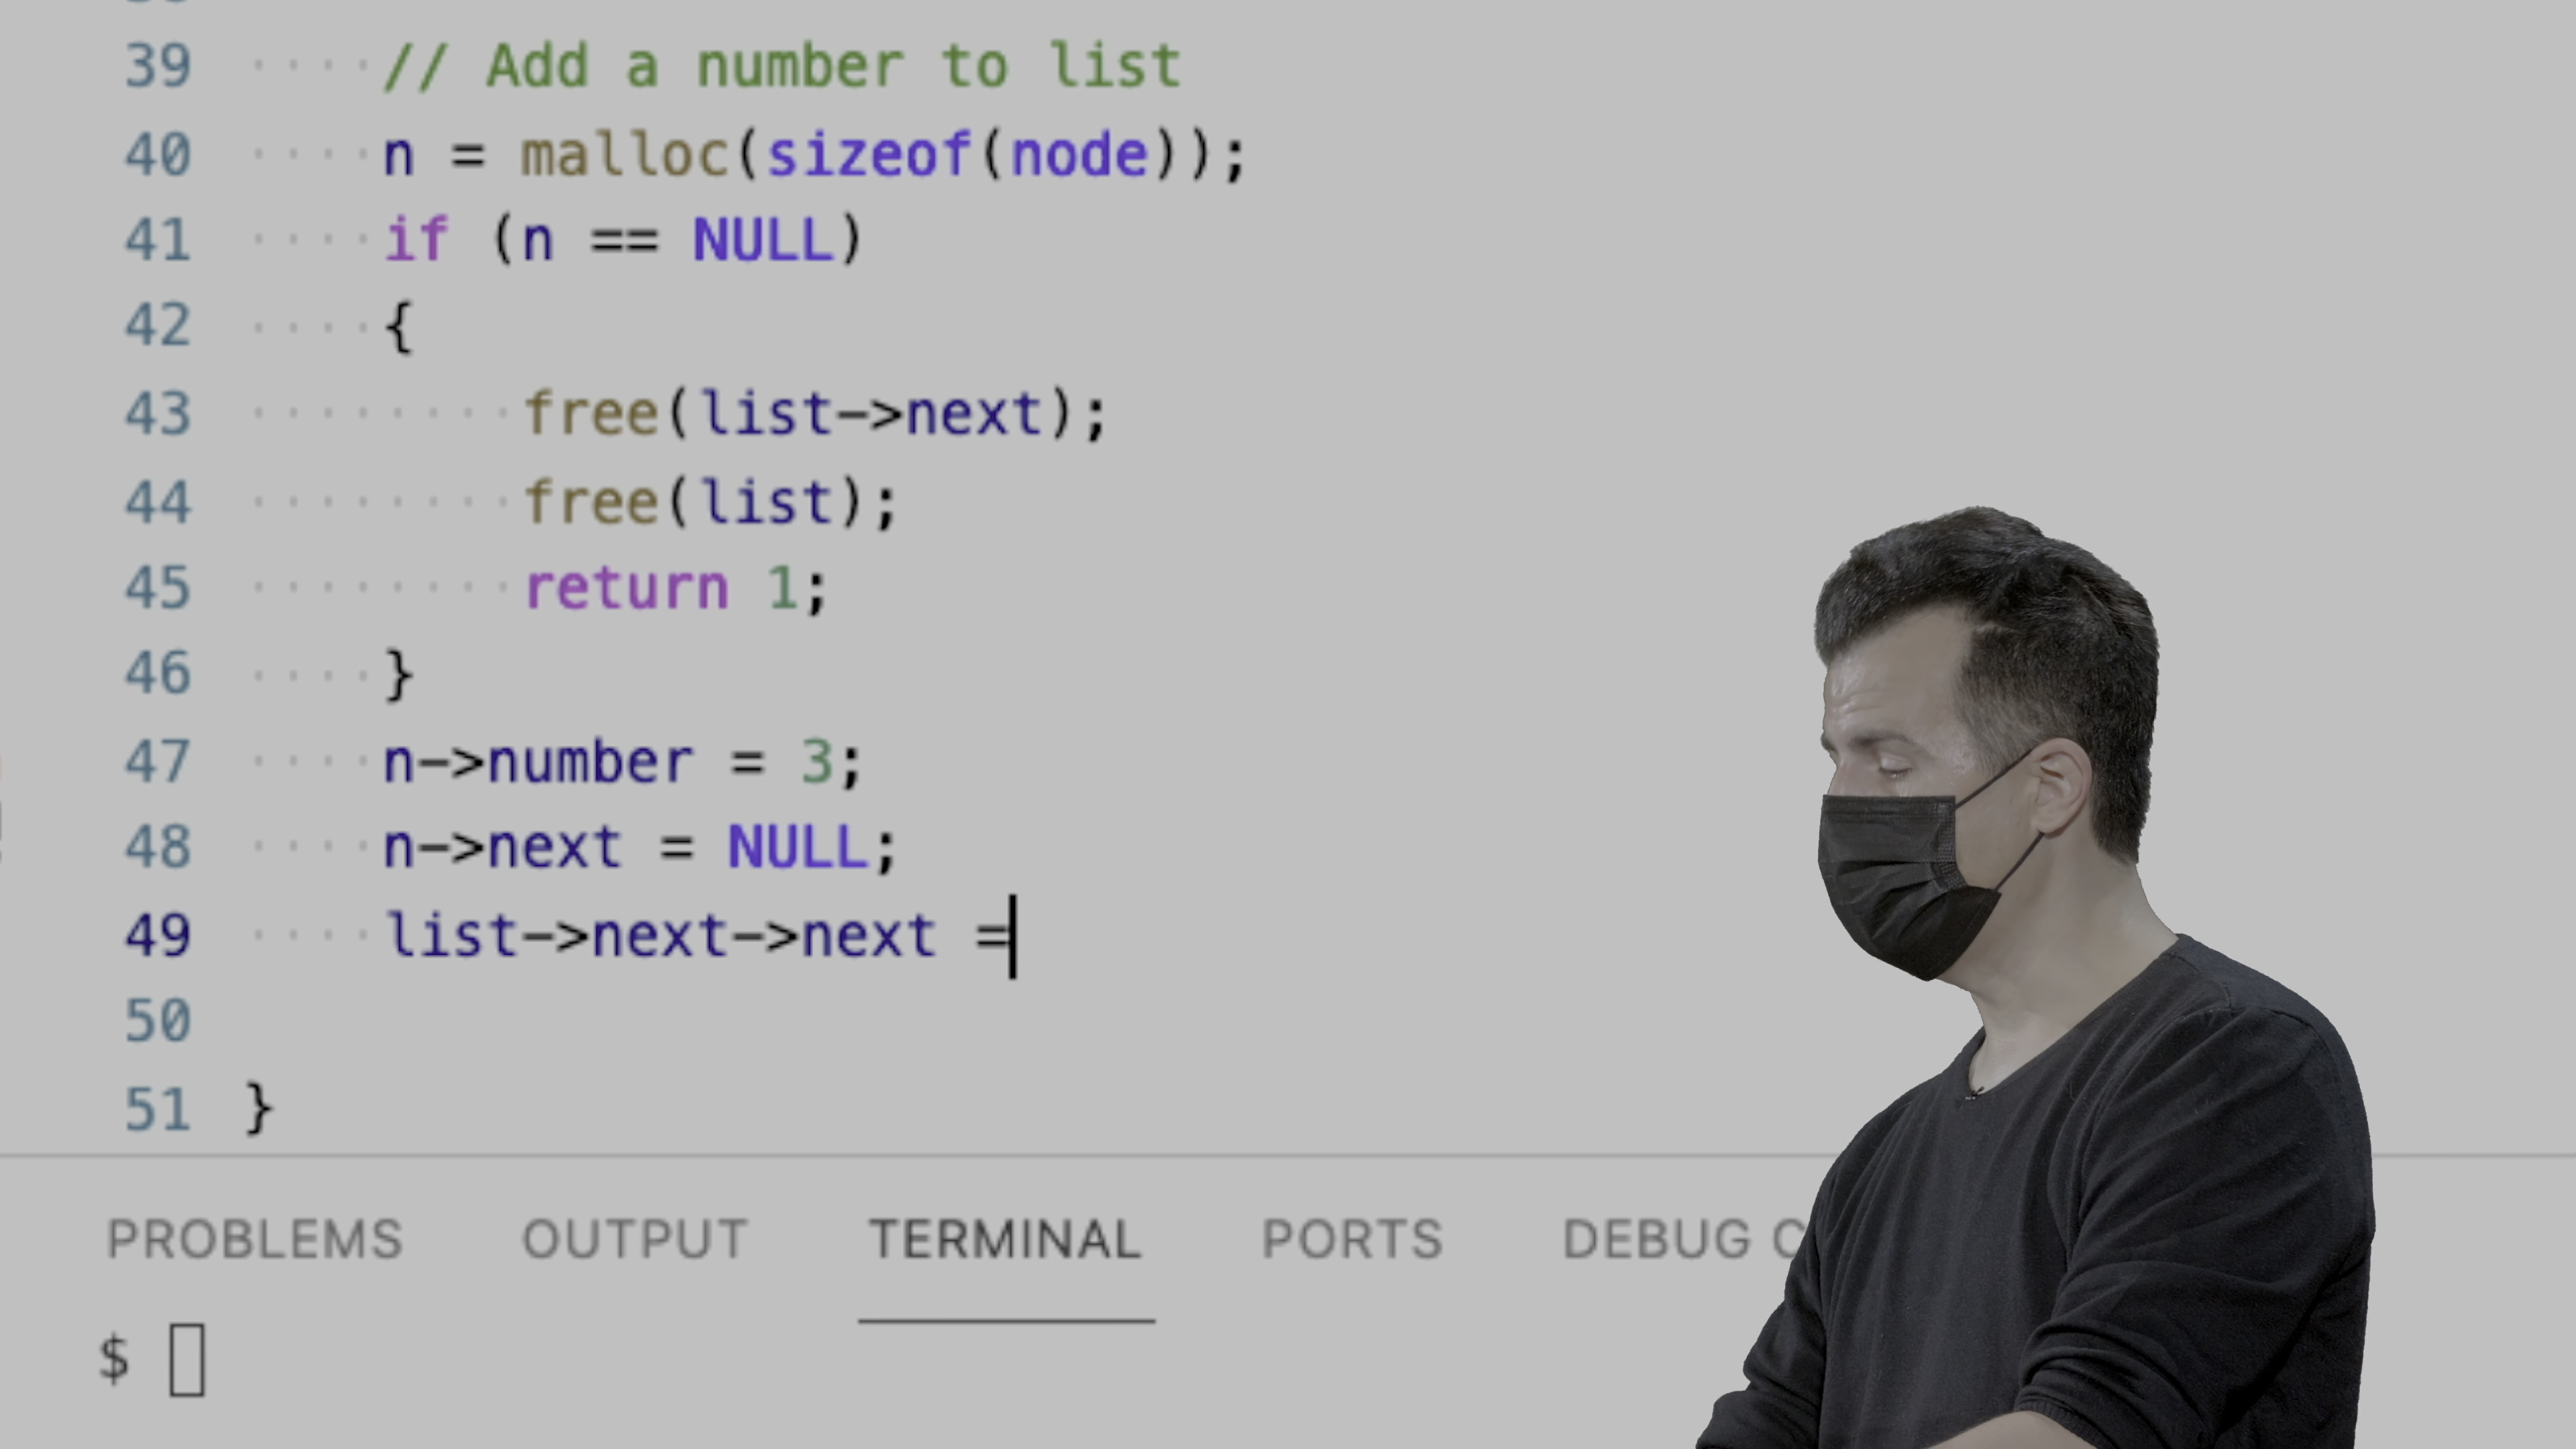 39 // Add a number to list
40 n = malloc(sizeof(node));
41 if (n == NULL)
42 {
43 free(list->next);
44 free(list);
45 return 1;
46 }
47 n->number = 3;
48 n->next = NULL;
49 list->next->next =
50
51 }
PROBLEMS OUTPUT TERMINAL PORTS DEBUG
$